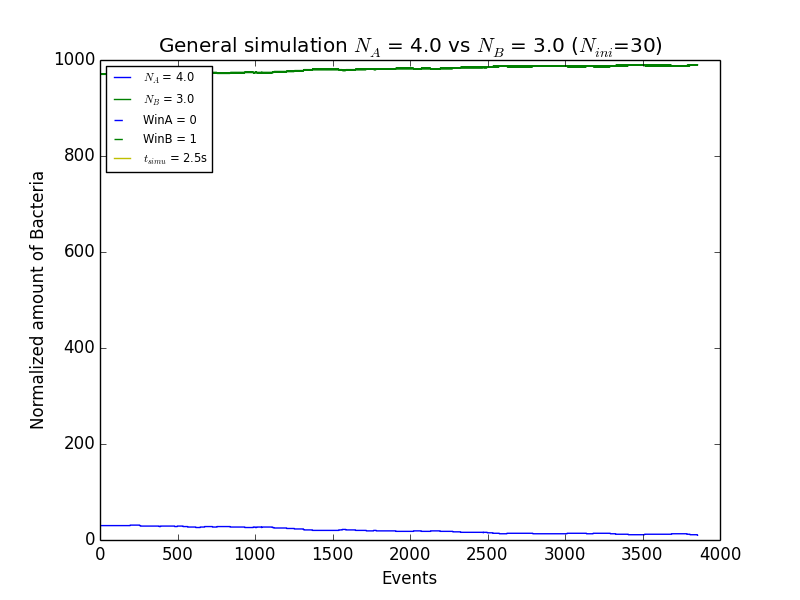 General simulation N_A = 4.0 vs N_B = 3.0 (N_ini=30)
1000
800
600
400
200
0
Normalized amount of Bacteria
N_A = 4.0
N_B = 3.0
WinA = 0
WinB = 1
t_simu = 2.5s
0 500 1000 1500 2000 2500 3000 3500 4000
Events